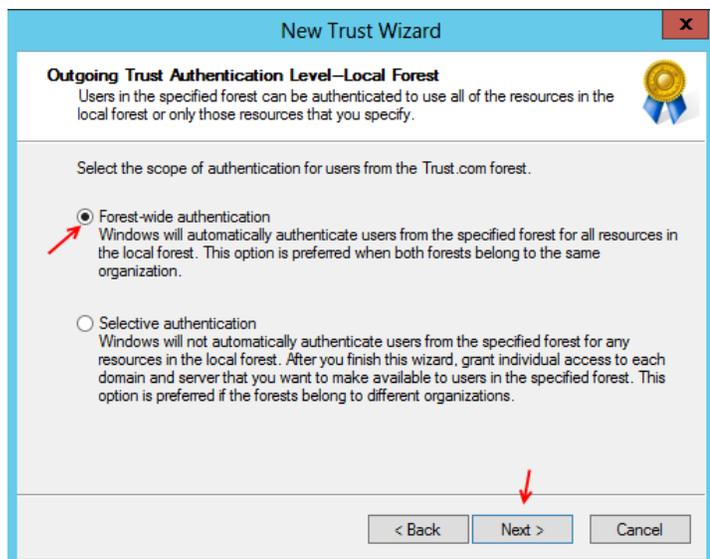 New Trust Wizard
x
Outgoing Trust Authentication Level—Local Forest
Users in the specified forest can be authenticated to use all of the resources in the
local forest or only those resources that you specify.
Select the scope of authentication for users from the Trust.com forest.
Forest-wide authentication
Windows will automatically authenticate users from the specified forest for all resources in
the local forest. This option is preferred when both forests belong to the same
organization.
Selective authentication
Windows will not automatically authenticate users from the specified forest for any
resources in the local forest. After you finish this wizard, grant individual access to each
domain and server that you want to make available to users in the specified forest. This
option is preferred if the forests belong to different organizations.
< Back Next > Cancel